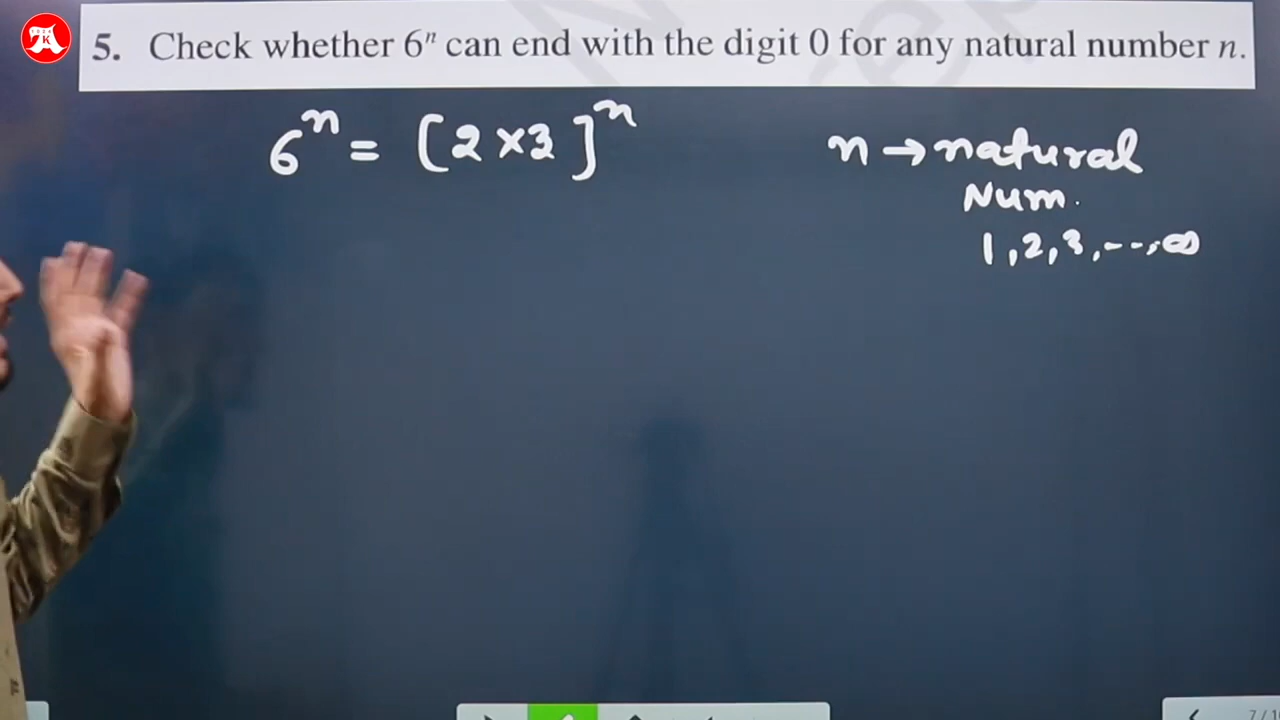 5. Check whether 6ⁿ can end with the digit 0 for any natural number n.
6ⁿ = [2×3]ⁿ
n → natural
Num.
1, 2, 3, ---, ∞